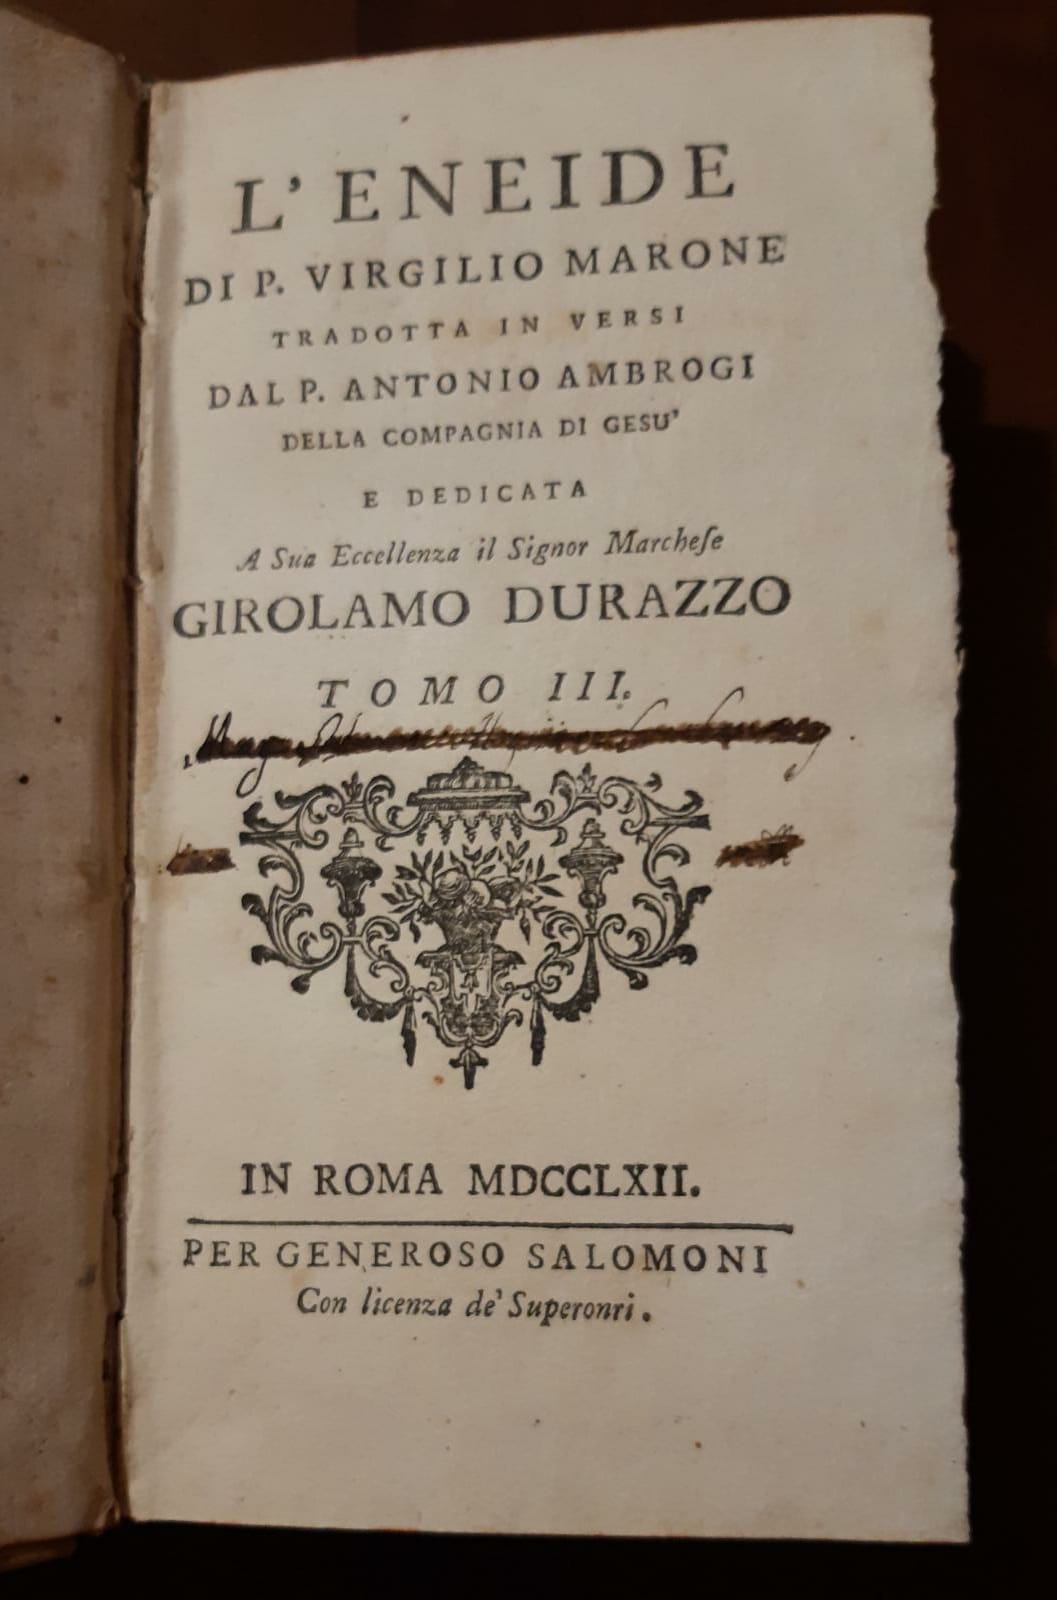 L'ENEIDE
DI P. VIRGILIO MARONE
TRADOTTA IN VERSI
DAL P. ANTONIO AMBROGI
DELLA COMPAGNIA DI GESU'
E DEDICATA
A Sua Eccellenza il Signor Marcheſe
GIROLAMO DURAZZO
TOMO III.
IN ROMA MDCCLXII.
PER GENEROSO SALOMONI
Con licenza de' Superonri.